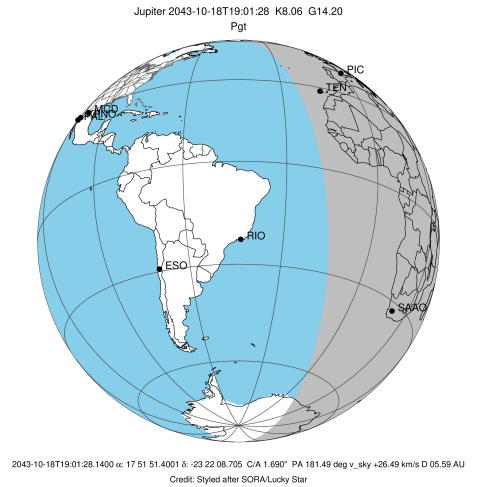 Jupiter 2043-10-18T19:01:28 K8.06 G14.20
Pgt
PIC
TEN
MCD
RIO
ESO
SAAO
2043-10-18T19:01:28.1400 α: 17 51 51.4001 δ: -23 22 08.705 C/A 1.690" PA 181.49 deg v_sky +26.49 km/s D 05.59 AU
Credit: Styled after SORA/Lucky Star